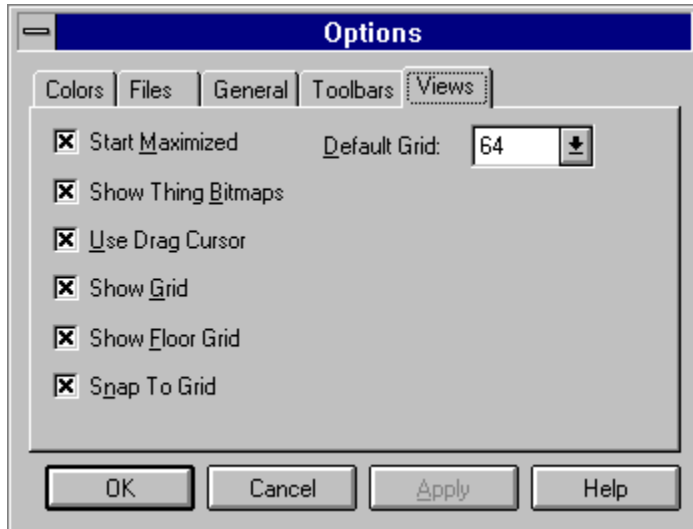 Options
Colors Files General Toolbars Views
Start Maximized Default Grid: 64
Show Thing Bitmaps
Use Drag Cursor
Show Grid
Show Floor Grid
Snap To Grid
OK Cancel Apply Help